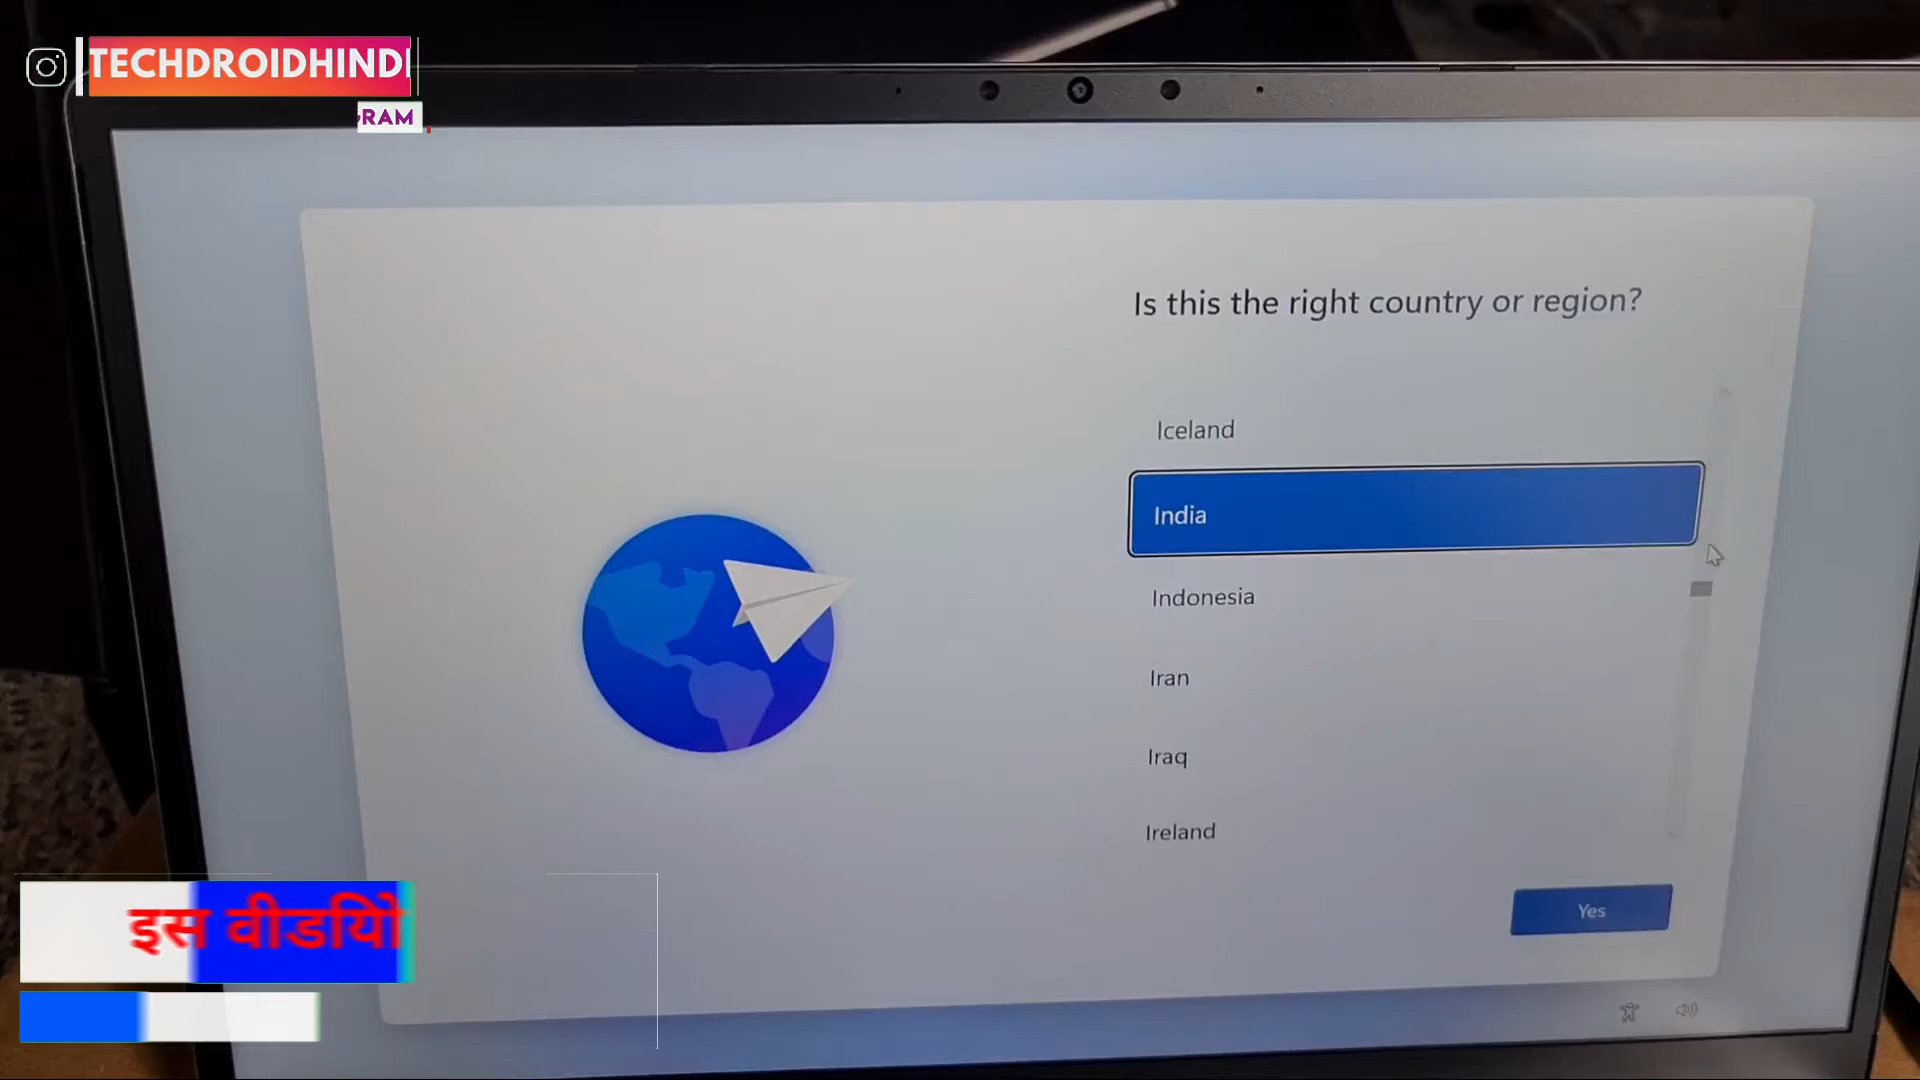 TECHDROIDHINDI
RAM
Is this the right country or region?
Iceland
India
Indonesia
Iran
Iraq
Ireland
Yes
इस वीडियो